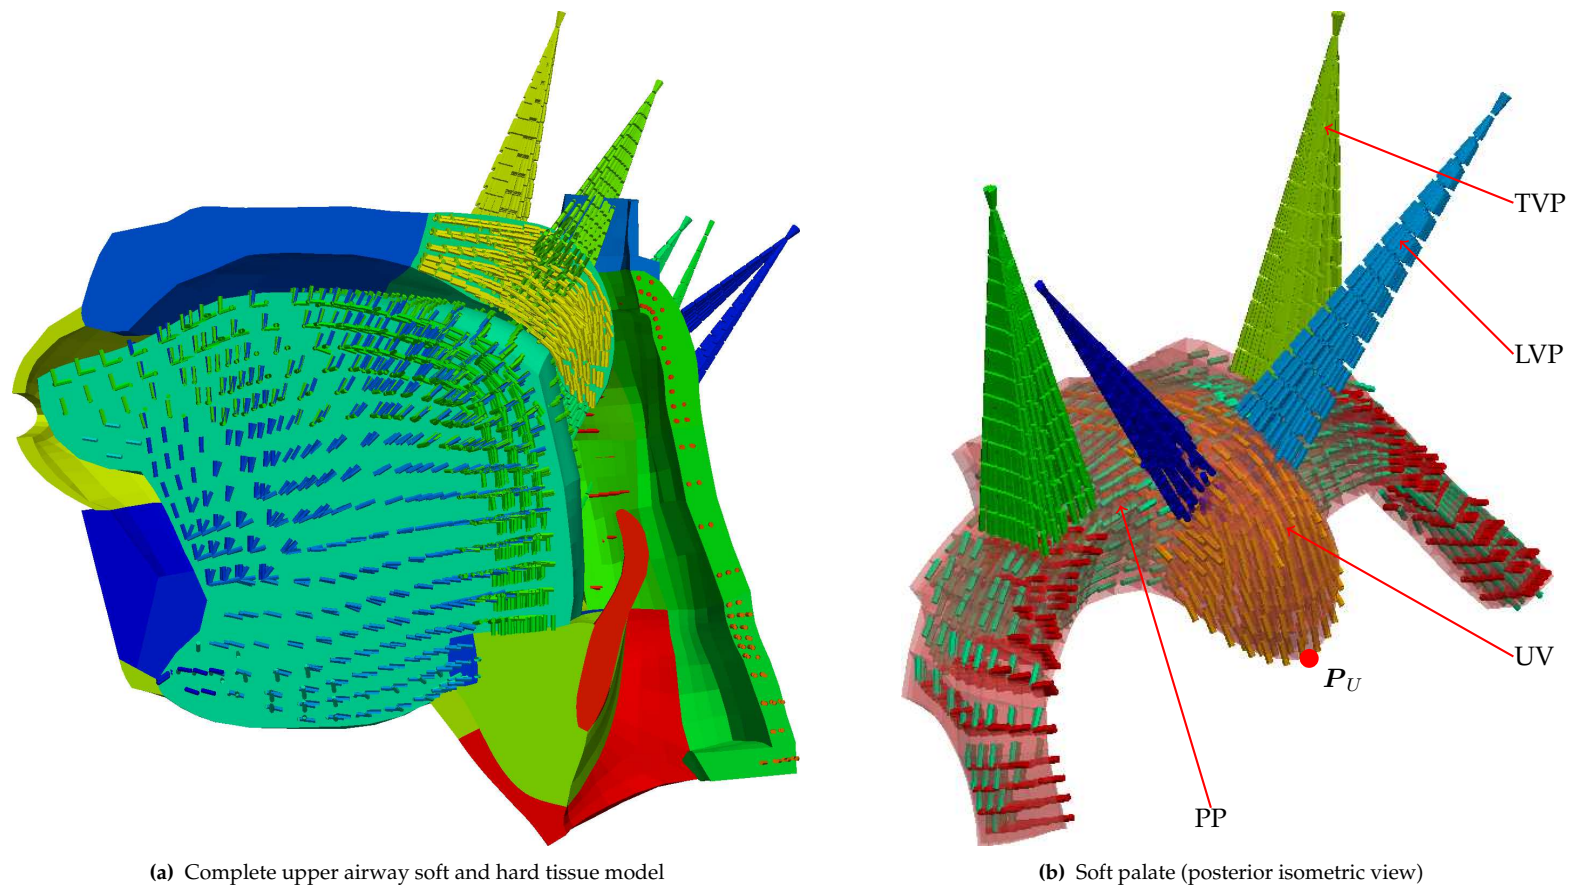 TVP
LVP
UV
P_U
PP
(a) Complete upper airway soft and hard tissue model
(b) Soft palate (posterior isometric view)